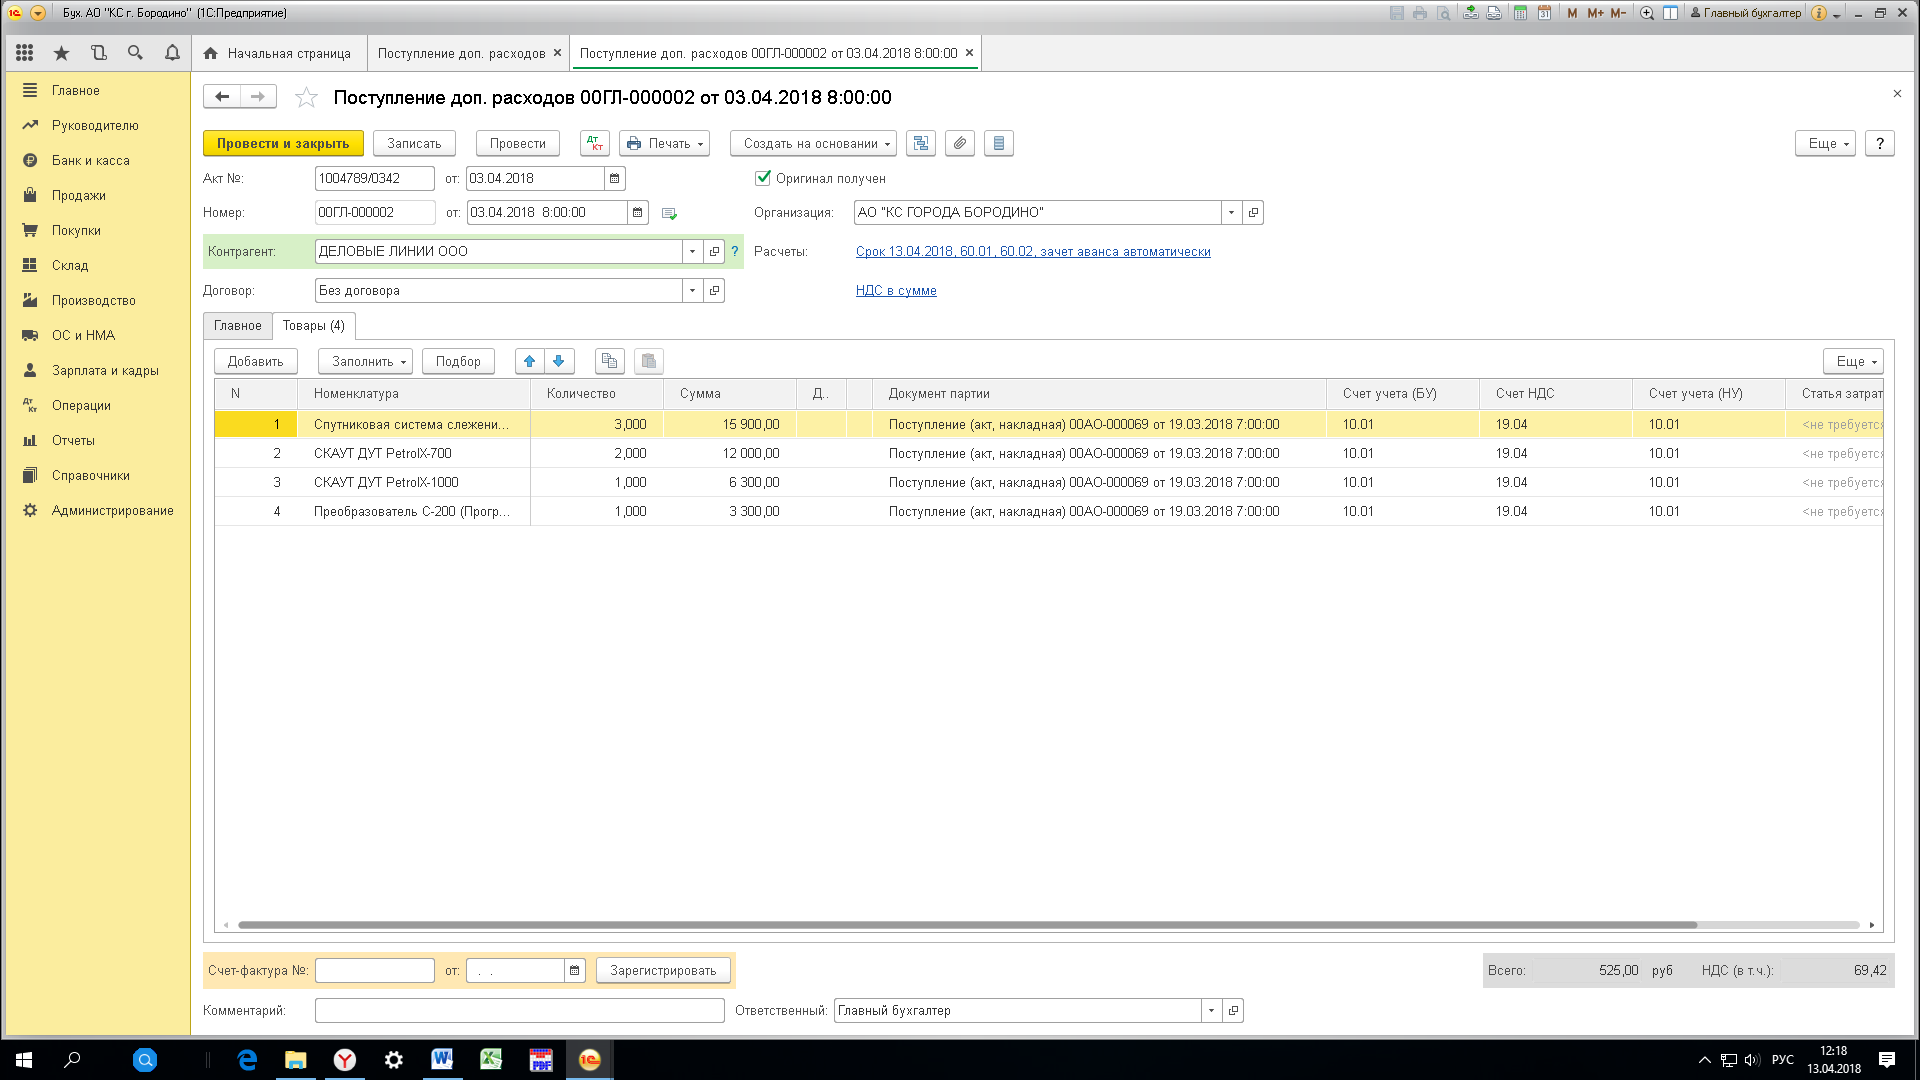 Бух. АО "КС г. Бородино" (1С:Предприятие)
M M+ M- Главный бухгалтер
Начальная страница
Поступление доп. расходов
Поступление доп. расходов 00ГЛ-000002 от 03.04.2018 8:00:00
Главное
Руководителю
Банк и касса
Продажи
Покупки
Склад
Производство
ОС и НМА
Зарплата и кадры
Операции
Отчеты
Справочники
Администрирование
Поступление доп. расходов 00ГЛ-000002 от 03.04.2018 8:00:00
Провести и закрыть Записать Провести Дт Кт Печать Создать на основании Еще ?
Акт №: 1004789/0342 от: 03.04.2018 Оригинал получен
Номер: 00ГЛ-000002 от: 03.04.2018 8:00:00 Организация: АО "КС ГОРОДА БОРОДИНО"
Контрагент: ДЕЛОВЫЕ ЛИНИИ ООО ? Расчеты: Срок 13.04.2018, 60.01, 60.02, зачет аванса автоматически
Договор: Без договора НДС в сумме
Главное Товары (4)
Добавить Заполнить Подбор Еще
N Номенклатура Количество Сумма Д.. Документ партии Счет учета (БУ) Счет НДС Счет учета (НУ) Статья затрат
1 Спутниковая система слежени... 3,000 15 900,00 Поступление (акт, накладная) 00АО-000069 от 19.03.2018 7:00:00 10.01 19.04 10.01 <не требуется
2 СКАУТ ДУТ PetrolX-700 2,000 12 000,00 Поступление (акт, накладная) 00АО-000069 от 19.03.2018 7:00:00 10.01 19.04 10.01 <не требуется
3 СКАУТ ДУТ PetrolX-1000 1,000 6 300,00 Поступление (акт, накладная) 00АО-000069 от 19.03.2018 7:00:00 10.01 19.04 10.01 <не требуется
4 Преобразователь С-200 (Прогр... 1,000 3 300,00 Поступление (акт, накладная) 00АО-000069 от 19.03.2018 7:00:00 10.01 19.04 10.01 <не требуется
Счет-фактура №: от: . . Зарегистрировать Всего: 525,00 руб НДС (в т.ч.): 69,42
Комментарий: Ответственный: Главный бухгалтер
РУС 12:18
13.04.2018